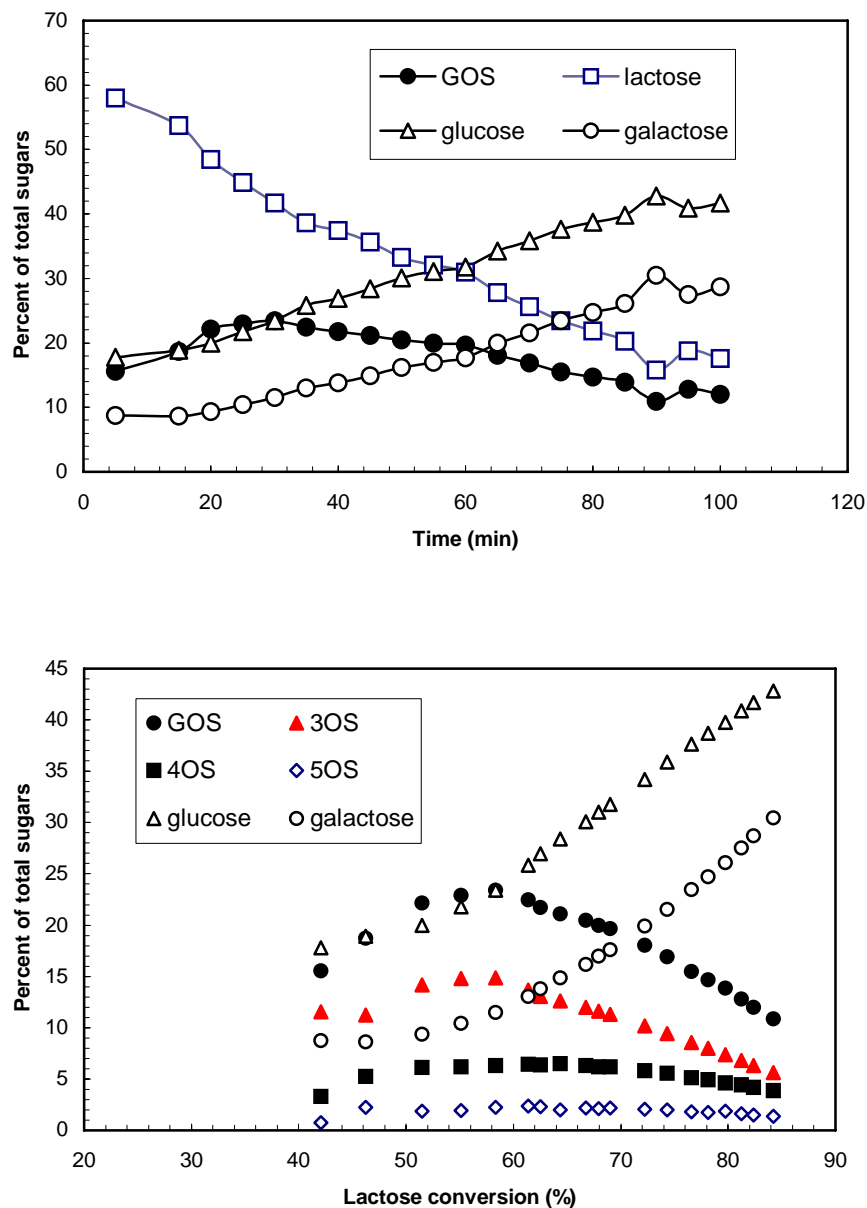 70
60
50
40
30
20
10
0
Percent of total sugars
GOS lactose
glucose galactose
0 20 40 60 80 100 120
Time (min)
45
40
35
30
25
20
15
10
5
0
Percent of total sugars
GOS 3OS
4OS 5OS
glucose galactose
20 30 40 50 60 70 80 90
Lactose conversion (%)